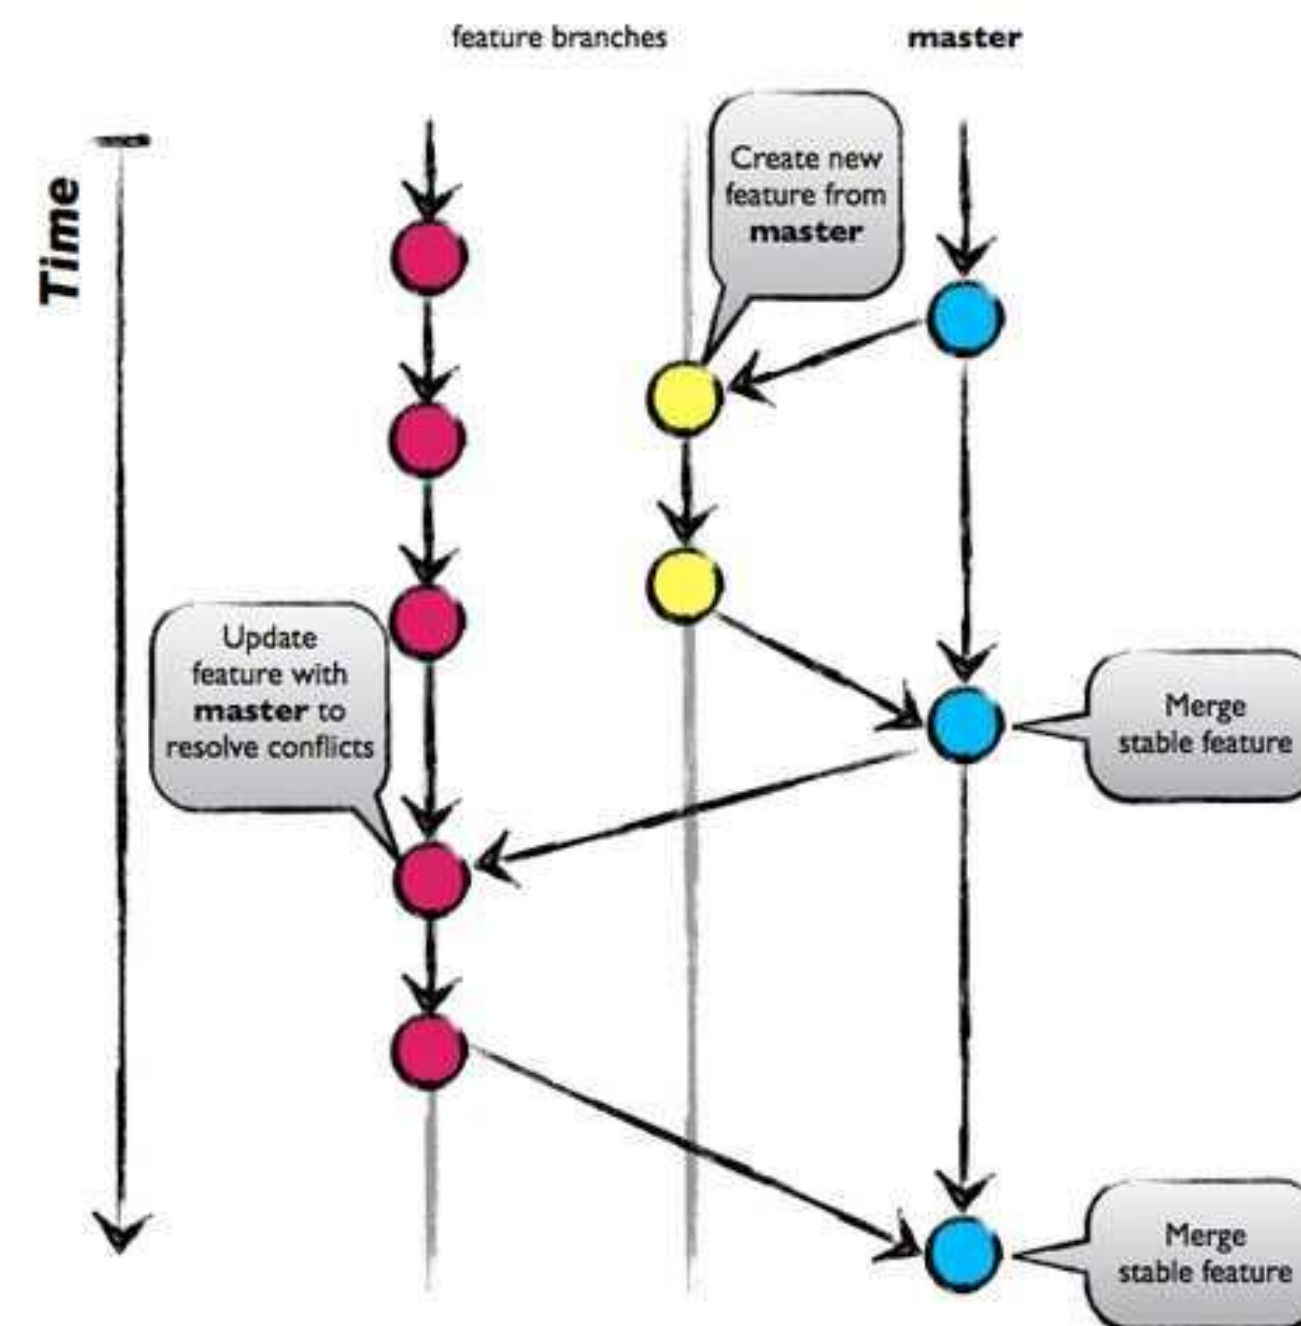 feature branches
master
Time
Create new
feature from
master
Update
feature with
master to
resolve conflicts
Merge
stable feature
Merge
stable feature